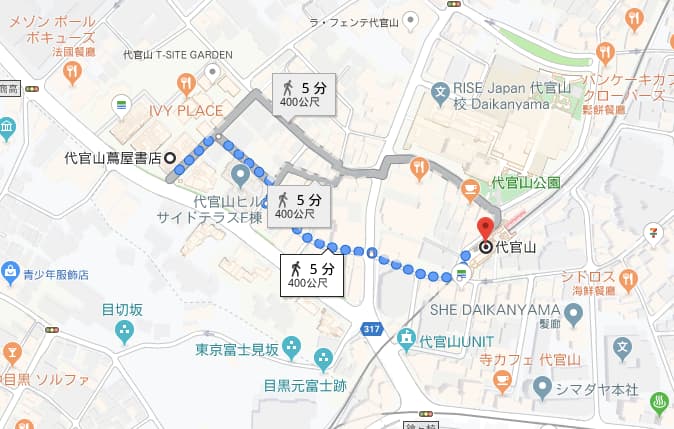 メゾン ポール
ボキューズ
法國餐廳
ラ・フェンテ代官山
代官山 T-SITE GARDEN
5 分
400公尺
RISE Japan 代官山
校 Daikanyama
パンケーキカフ
クローバーズ
鬆餅餐廳
IVY PLACE
代官山蔦屋書店
代官山ヒル
サイドテラスE棟
5 分
400公尺
代官山公園
代官山
5 分
400公尺
青少年服飾店
シドロス
海鮮餐廳
目切坂
SHE DAIKANYAMA
髮廊
317
代官山UNIT
東京富士見坂
寺カフェ 代官山
目黒元富士跡
中目黒 ソルファ
シマダヤ本社